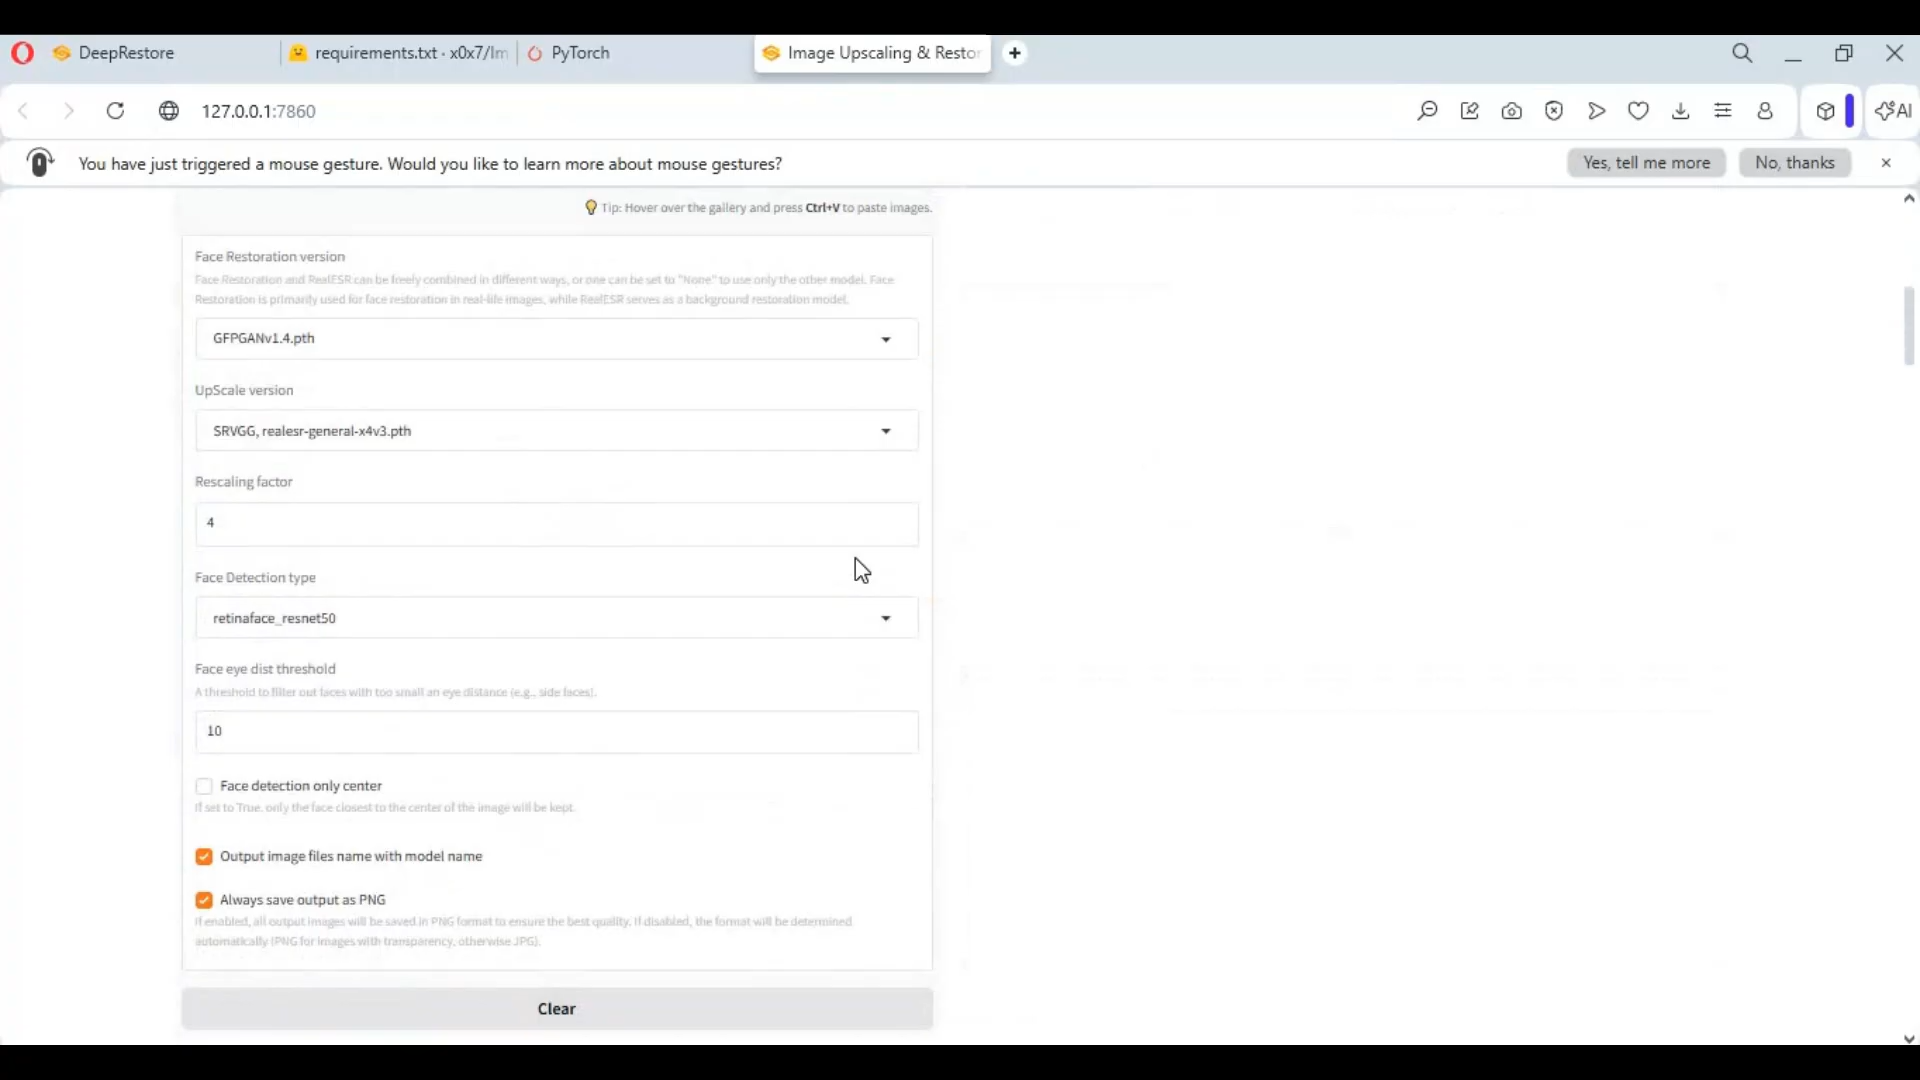 DeepRestore
requirements.txt · x0x7/Im
PyTorch
Image Upscaling & Restor
127.0.0.1:7860
AI
You have just triggered a mouse gesture. Would you like to learn more about mouse gestures?
Yes, tell me more
No, thanks
Tip: Hover over the gallery and press Ctrl+V to paste images.
Face Restoration version
Face Restoration and RealESR can be freely combined in different ways, or one can be set to "None" to use only the other model. Face
Restoration is primarily used for face restoration in real-life images, while RealESR serves as a background restoration model.
GFPGANv1.4.pth
UpScale version
SRVGG, realesr-general-x4v3.pth
Rescaling factor
4
Face Detection type
retinaface_resnet50
Face eye dist threshold
A threshold to filter out faces with too small an eye distance (e.g., side faces).
10
Face detection only center
If set to True, only the face closest to the center of the image will be kept.
Output image files name with model name
Always save output as PNG
If enabled, all output images will be saved in PNG format to ensure the best quality. If disabled, the format will be determined
automatically (PNG for images with transparency, otherwise JPG).
Clear